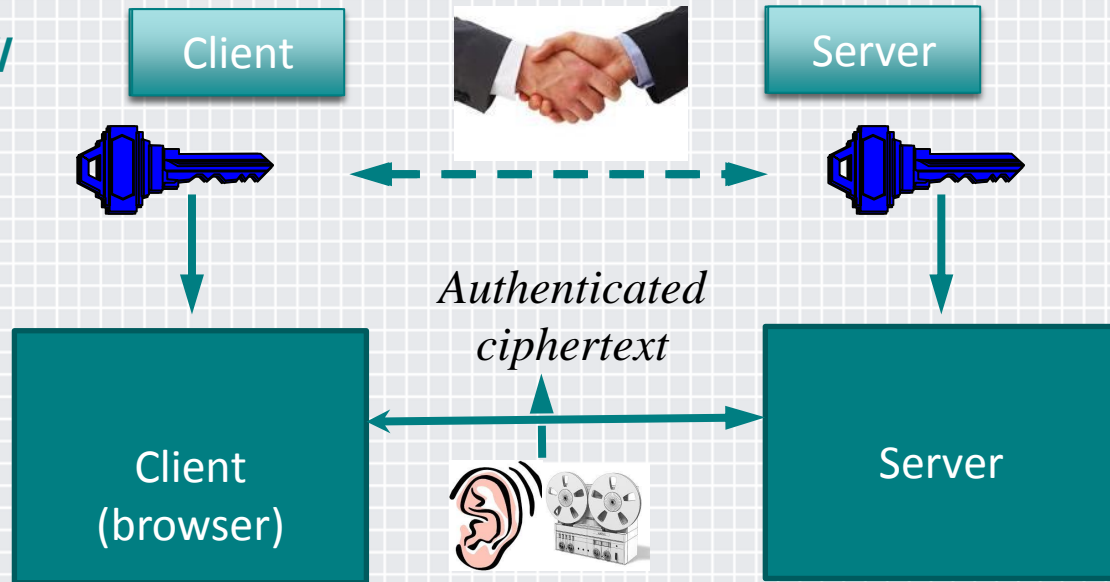 Client
Server
Authenticated
ciphertext
Client
(browser)
Server